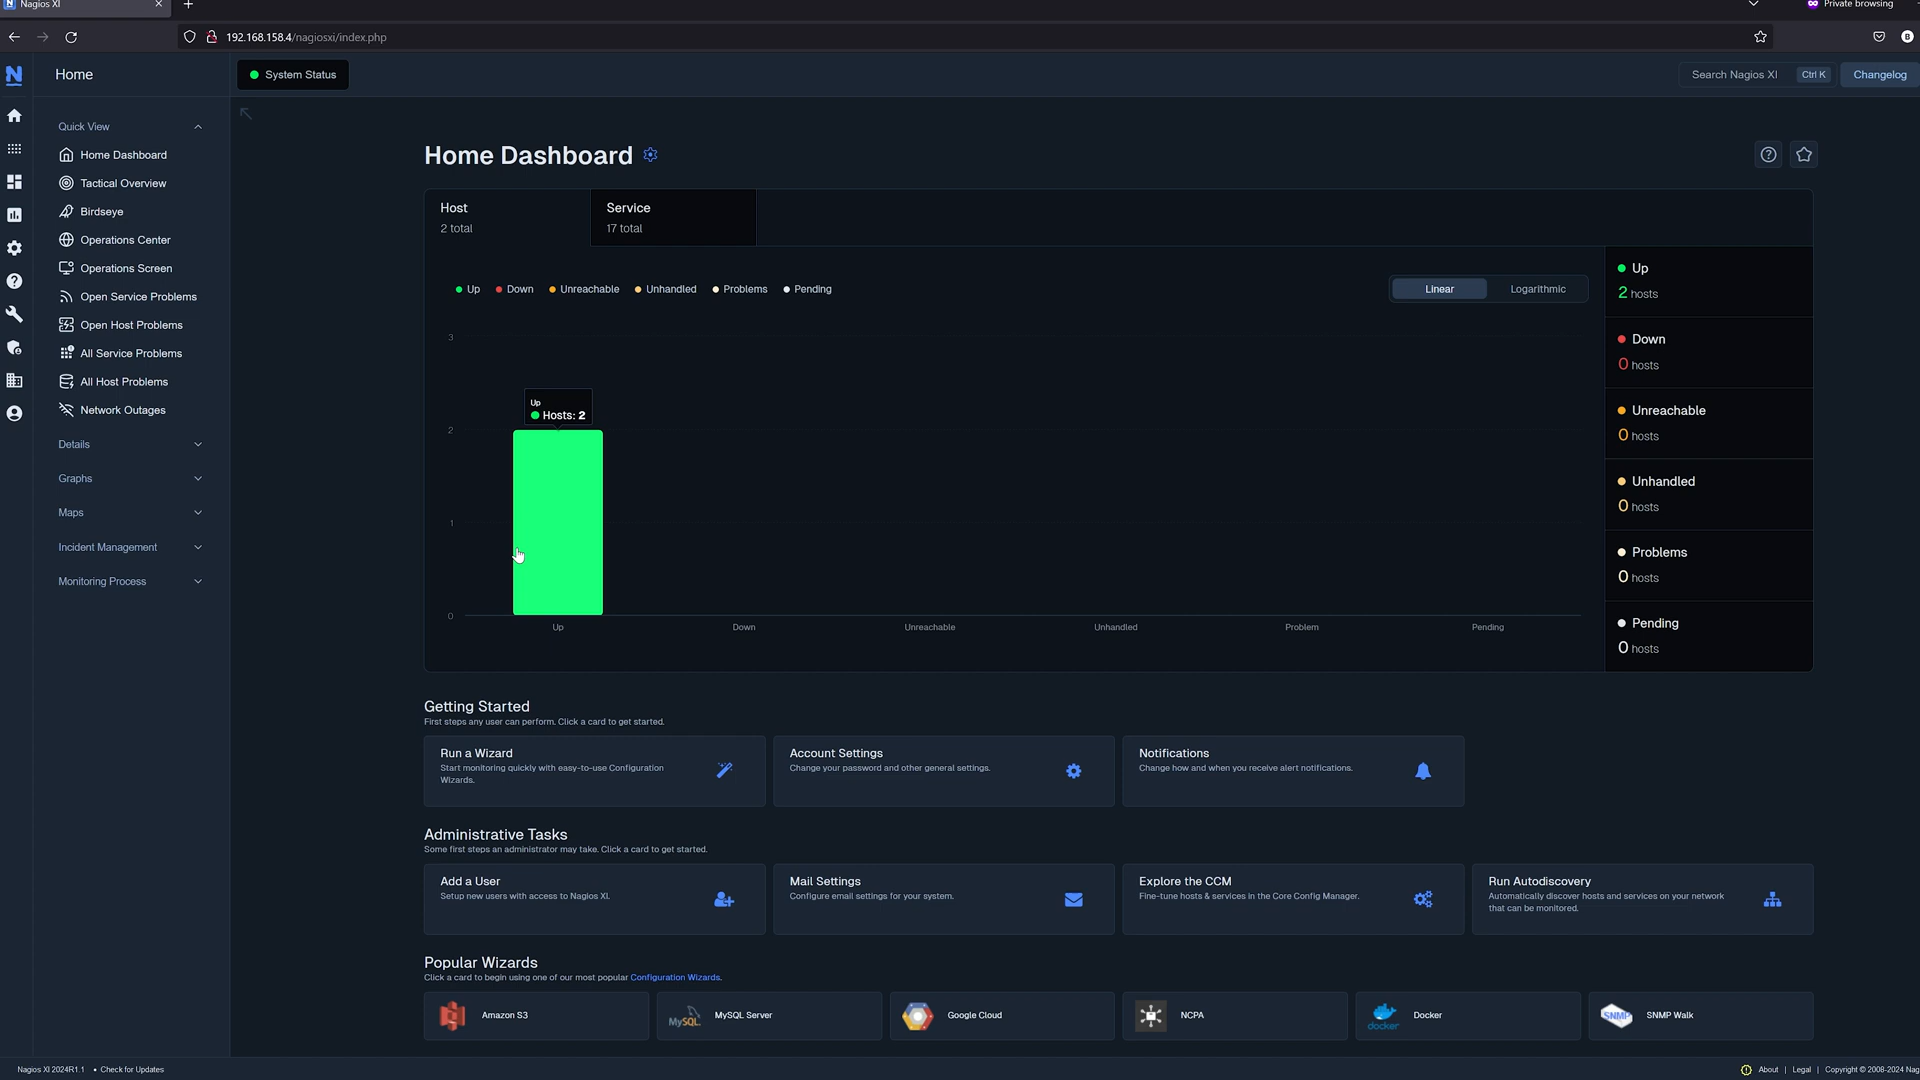 Nagios XI
Private browsing
192.168.158.4/nagiosxi/index.php
B
N
Home
System Status
Search Nagios XI
Ctrl K
Changelog
Quick View
Home Dashboard
Tactical Overview
Birdseye
Operations Center
Operations Screen
Open Service Problems
Open Host Problems
All Service Problems
All Host Problems
Network Outages
Details
Graphs
Maps
Incident Management
Monitoring Process
Home Dashboard
Host
2 total
Service
17 total
Up
Down
Unreachable
Unhandled
Problems
Pending
Linear
Logarithmic
3
2
1
0
Up
Hosts: 2
Up
Down
Unreachable
Unhandled
Problem
Pending
Up
2 hosts
Down
0 hosts
Unreachable
0 hosts
Unhandled
0 hosts
Problems
0 hosts
Pending
0 hosts
Getting Started
First steps any user can perform. Click a card to get started.
Run a Wizard
Start monitoring quickly with easy-to-use Configuration
Wizards.
Account Settings
Change your password and other general settings.
Notifications
Change how and when you receive alert notifications.
Administrative Tasks
Some first steps an administrator may take. Click a card to get started.
Add a User
Setup new users with access to Nagios XI.
Mail Settings
Configure email settings for your system.
Explore the CCM
Fine-tune hosts & services in the Core Config Manager.
Run Autodiscovery
Automatically discover hosts and services on your network
that can be monitored.
Popular Wizards
Click a card to begin using one of our most popular Configuration Wizards.
Amazon S3
MySQL
MySQL Server
Google Cloud
NCPA
docker
Docker
SNMP
SNMP Walk
Nagios XI 2024R1.1 • Check for Updates
About | Legal | Copyright © 2008-2024 Nag